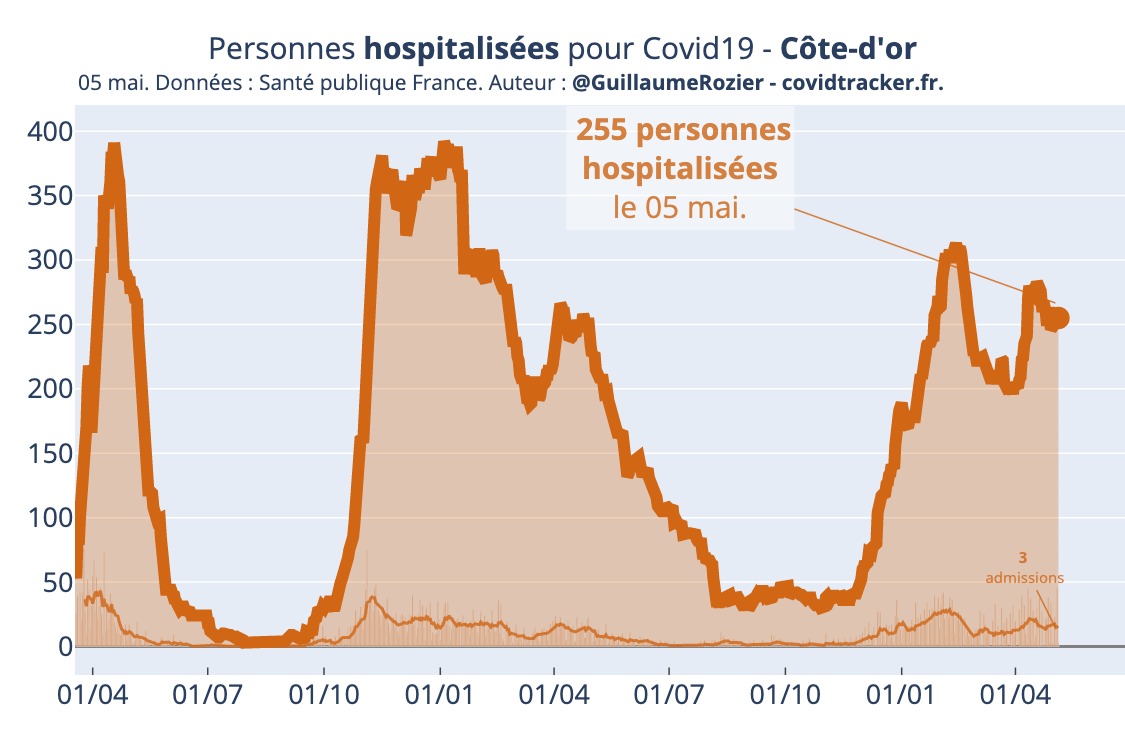 Personnes hospitalisées pour Covid19 - Côte-d'or
05 mai. Données : Santé publique France. Auteur : @GuillaumeRozier - covidtracker.fr.
255 personnes
hospitalisées
le 05 mai.
400
350
300
250
200
150
100
50
0
3
admissions
01/04 01/07 01/10 01/01 01/04 01/07 01/10 01/01 01/04